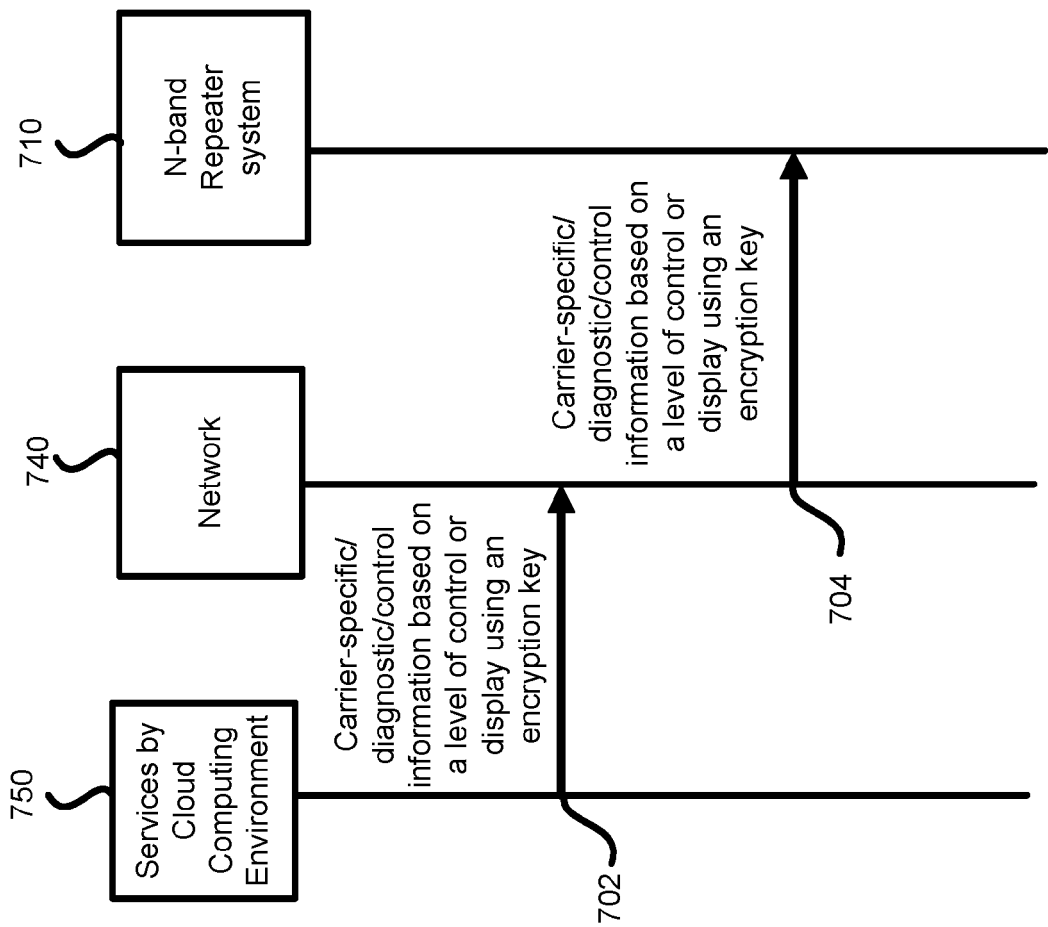 750
Services by
Cloud
Computing
Environment
740
Network
710
N-band
Repeater
system
Carrier-specific/
diagnostic/control
information based on
a level of control or
display using an
encryption key
702
Carrier-specific/
diagnostic/control
information based on
a level of control or
display using an
encryption key
704